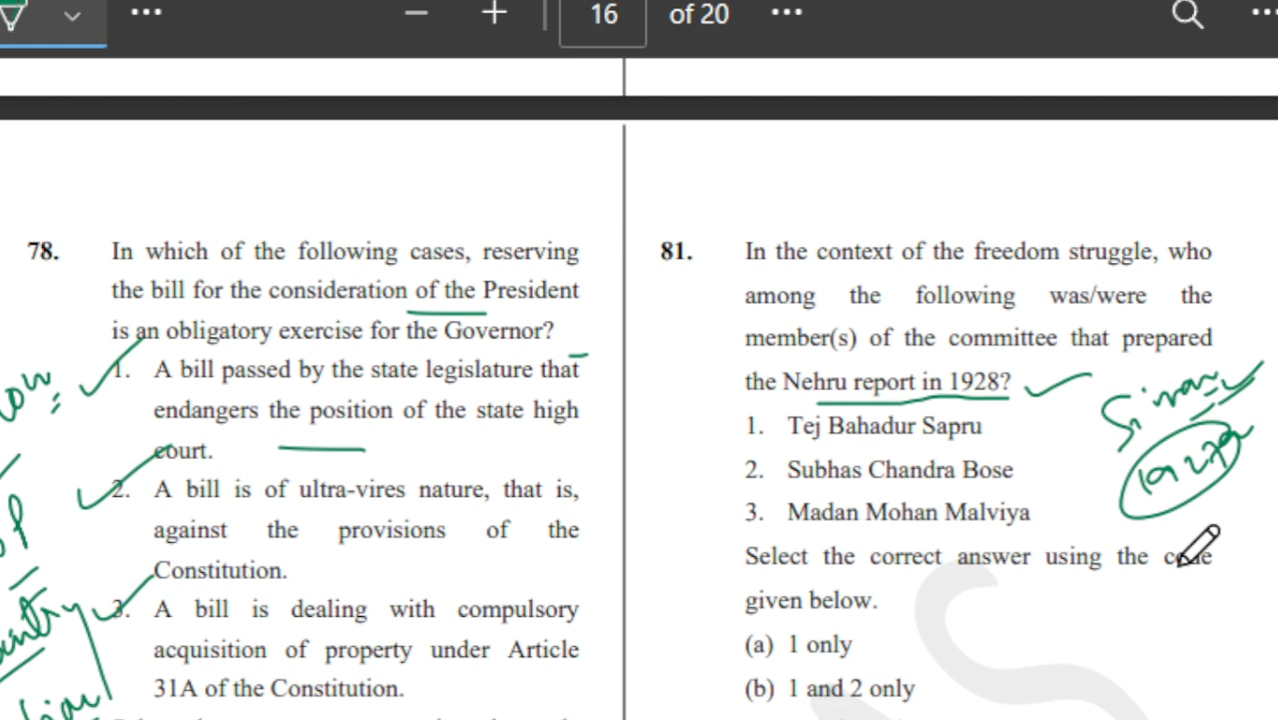 16 of 20
78. In which of the following cases, reserving
the bill for the consideration of the President
is an obligatory exercise for the Governor?
1. A bill passed by the state legislature that
endangers the position of the state high
court.
2. A bill is of ultra-vires nature, that is,
against the provisions of the
Constitution.
3. A bill is dealing with compulsory
acquisition of property under Article
31A of the Constitution.
81. In the context of the freedom struggle, who
among the following was/were the
member(s) of the committee that prepared
the Nehru report in 1928?
1. Tej Bahadur Sapru
2. Subhas Chandra Bose
3. Madan Mohan Malviya
Select the correct answer using the code
given below.
(a) 1 only
(b) 1 and 2 only
1927